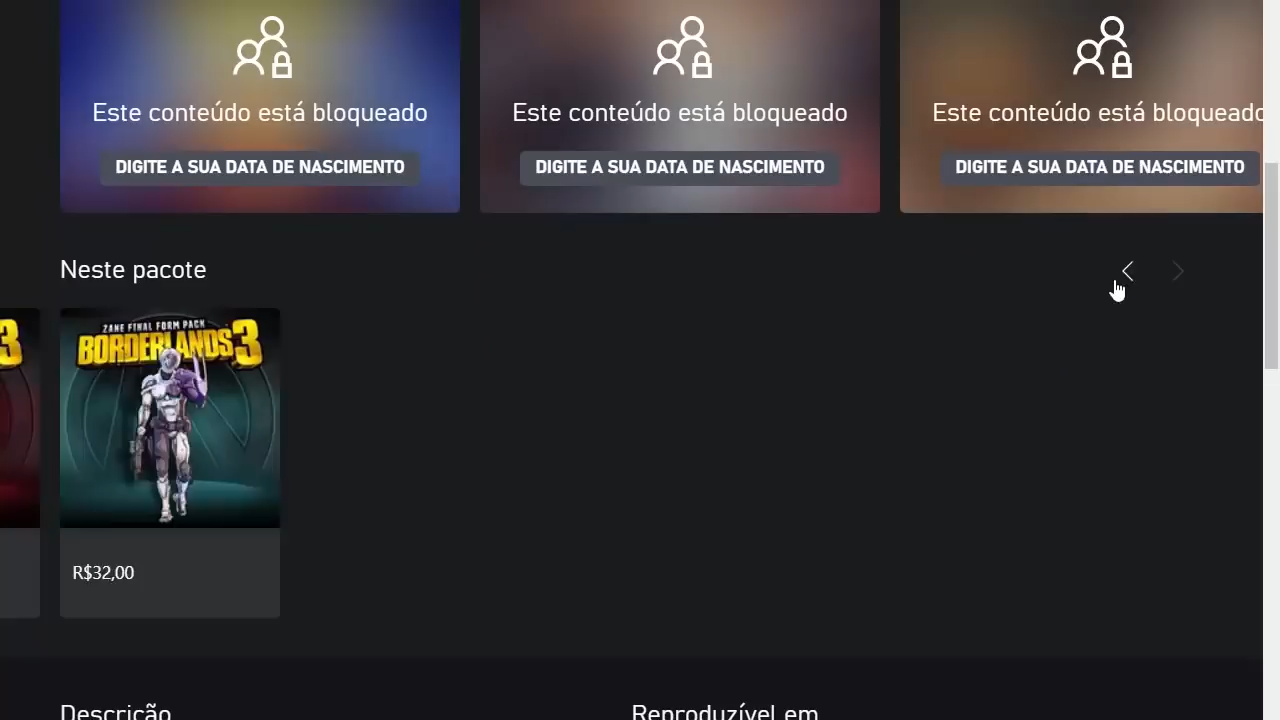 Este conteúdo está bloqueado
DIGITE A SUA DATA DE NASCIMENTO
Este conteúdo está bloqueado
DIGITE A SUA DATA DE NASCIMENTO
Este conteúdo está bloqueado
DIGITE A SUA DATA DE NASCIMENTO
Neste pacote
3
ZANE FINAL FORM PACK
BORDERLANDS 3
R$32,00
Descrição
Reproduzível em